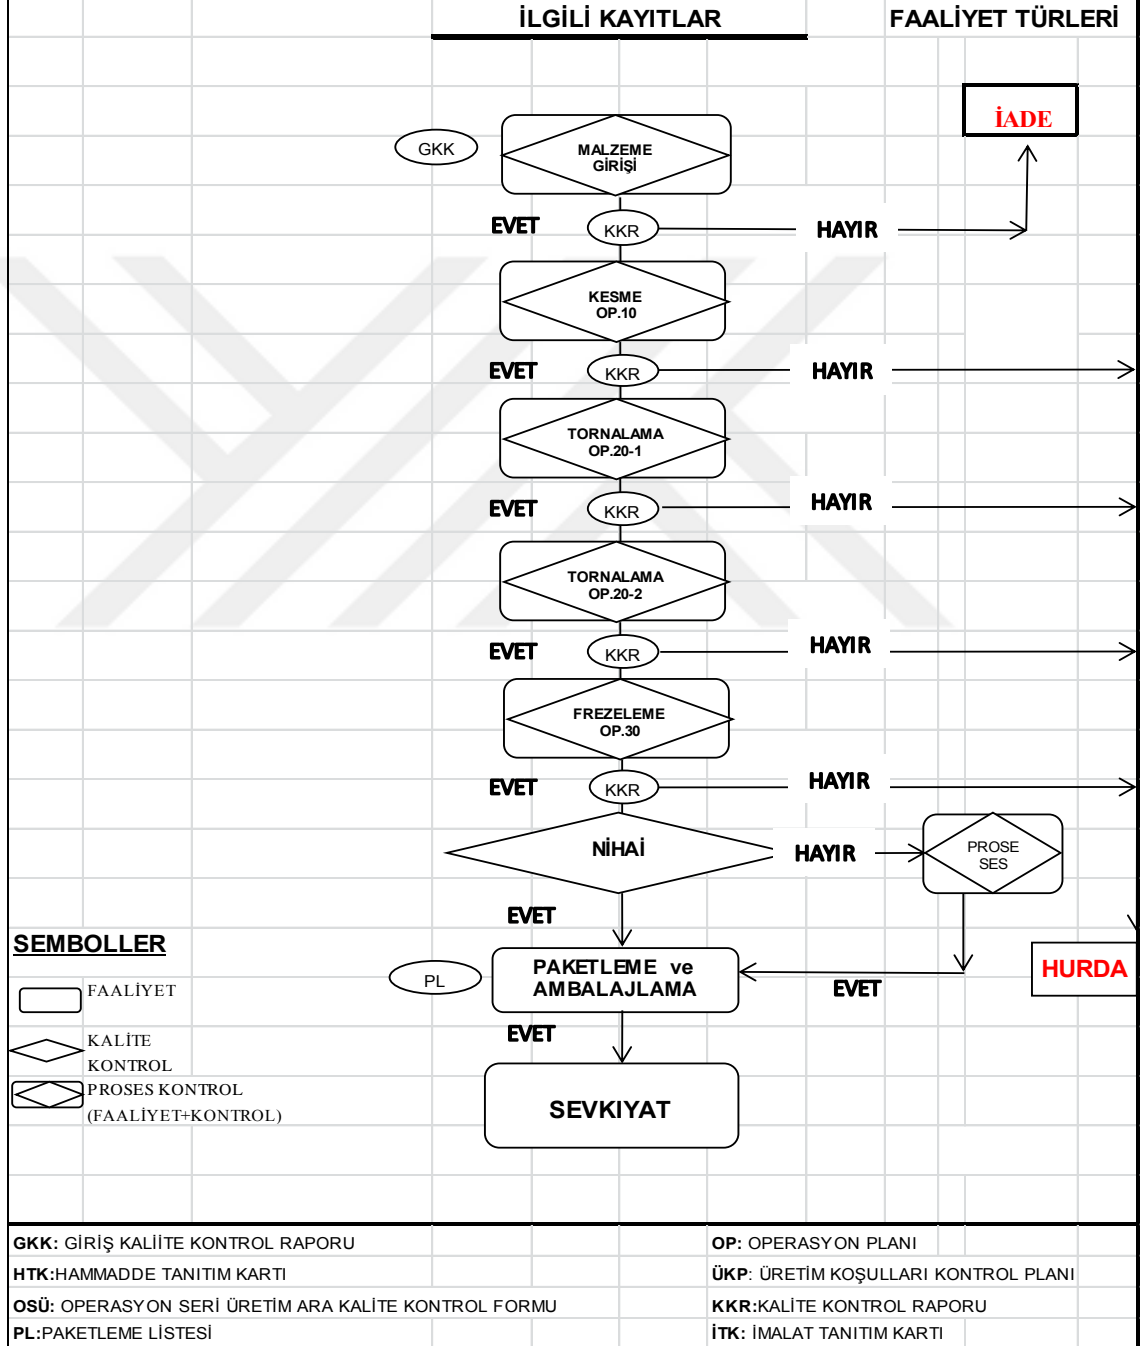 İLGİLİ KAYITLAR
FAALİYET TÜRLERİ
İADE
GKK
MALZEME
GİRİŞİ
EVET
KKR
HAYIR
KESME
OP.10
EVET
KKR
HAYIR
TORNALAMA
OP.20-1
EVET
KKR
HAYIR
TORNALAMA
OP.20-2
EVET
KKR
HAYIR
FREZELEME
OP.30
EVET
KKR
HAYIR
NİHAİ
HAYIR
PROSE
SES
EVET
SEMBOLLER
PL
PAKETLEME ve
AMBALAJLAMA
EVET
HURDA
FAALİYET
EVET
KALİTE
KONTROL
PROSES KONTROL
(FAALİYET+KONTROL)
SEVKIYAT
GKK: GİRİŞ KALİİTE KONTROL RAPORU
OP: OPERASYON PLANI
HTK:HAMMADDE TANITIM KARTI
ÜKP: ÜRETİM KOŞULLARI KONTROL PLANI
OSÜ: OPERASYON SERİ ÜRETİM ARA KALİTE KONTROL FORMU
KKR:KALİTE KONTROL RAPORU
PL:PAKETLEME LİSTESİ
İTK: İMALAT TANITIM KARTI